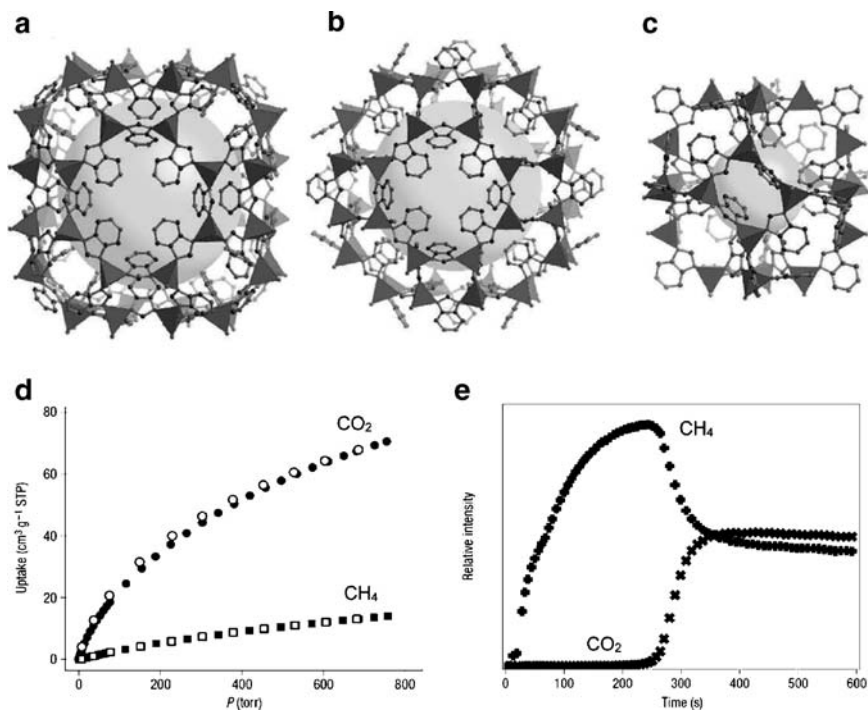 a
b
c
d
80
60
40
20
0
Uptake (cm³ g⁻¹ STP)
CO₂
CH₄
0
200
400
600
800
P (torr)
e
Relative intensity
CH₄
CO₂
0
100
200
300
400
500
600
Time (s)